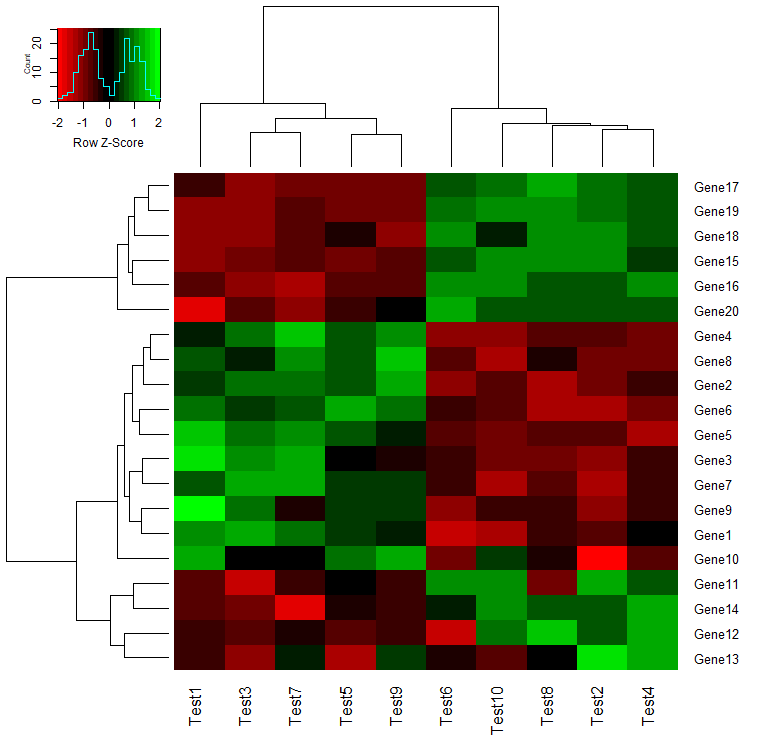 Count
0
10
20
-2 -1 0 1 2
Row Z-Score
Gene17
Gene19
Gene18
Gene15
Gene16
Gene20
Gene4
Gene8
Gene2
Gene6
Gene5
Gene3
Gene7
Gene9
Gene1
Gene10
Gene11
Gene14
Gene12
Gene13
Test1
Test3
Test7
Test5
Test9
Test6
Test10
Test8
Test2
Test4